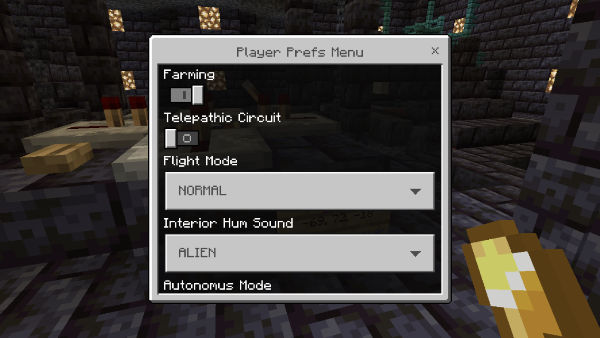 Player Prefs Menu
Farming
Telepathic Circuit
Flight Mode
NORMAL
Interior Hum Sound
ALIEN
Autonomus Mode